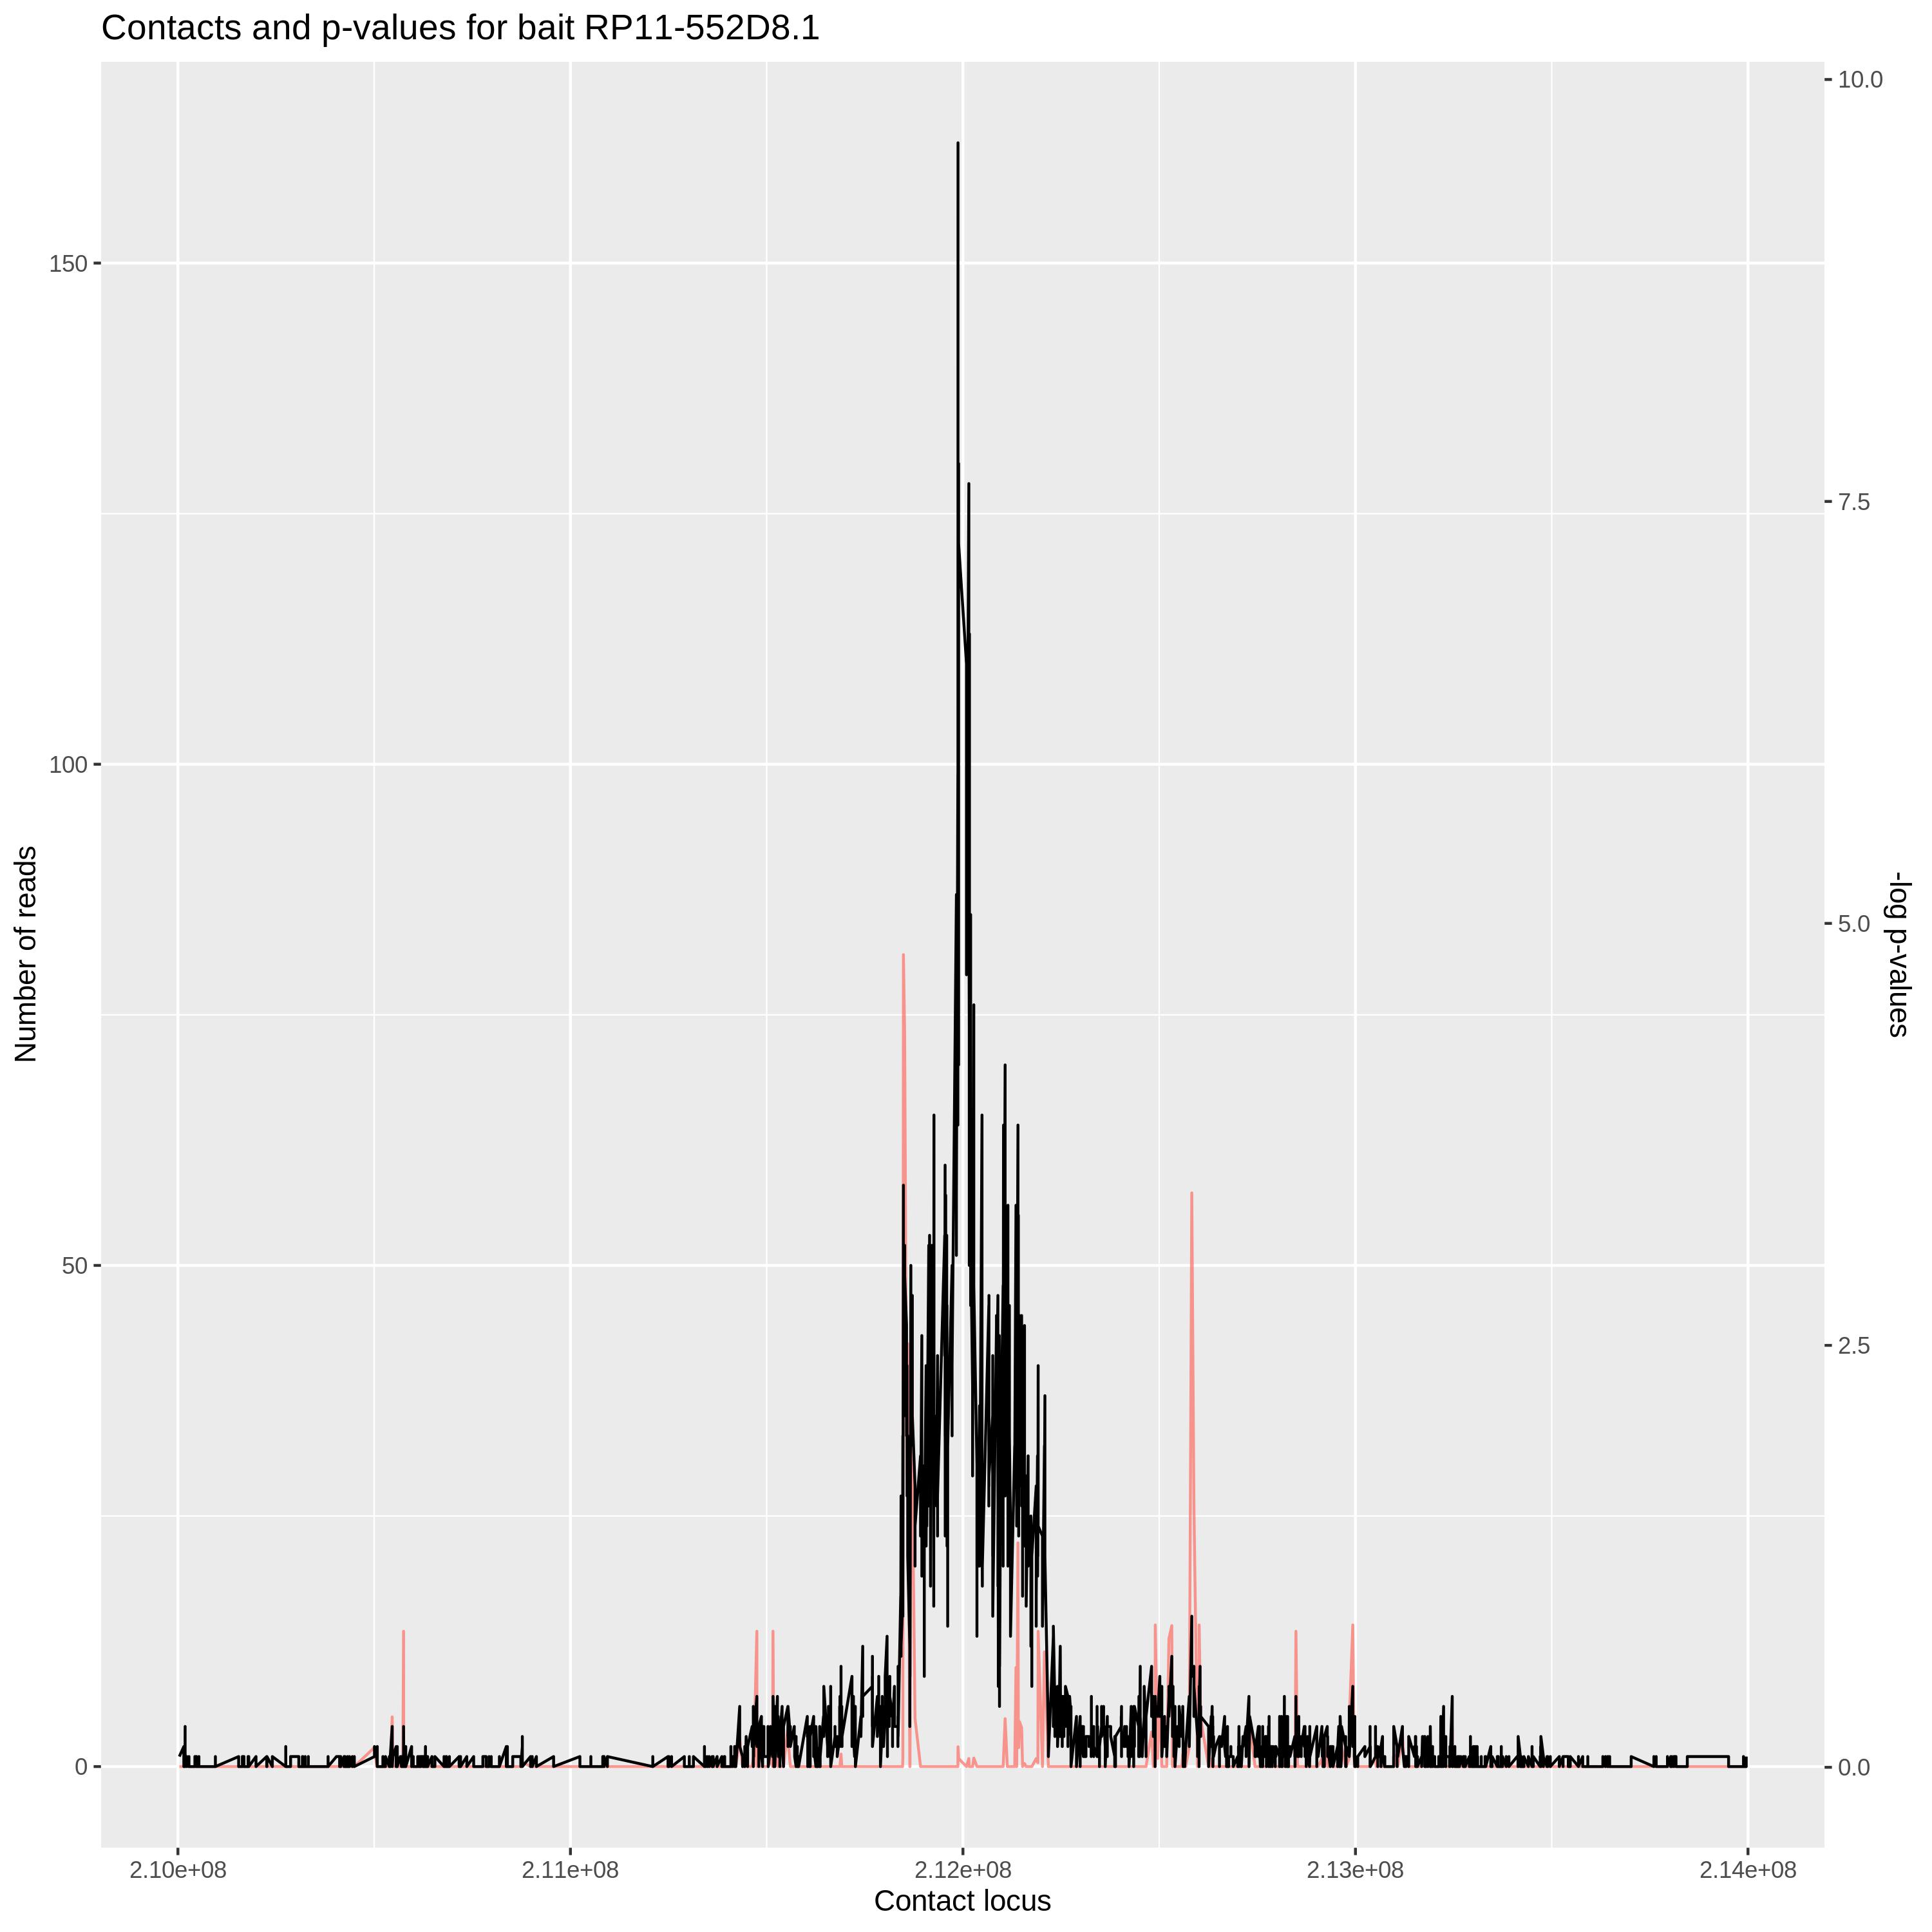 Contacts and p-values for bait RP11-552D8.1
10.0
150
7.5
100
5.0
Number of reads
-log p-values
50
2.5
0
0.0
2.10e+08
2.11e+08
2.12e+08
2.13e+08
2.14e+08
Contact locus